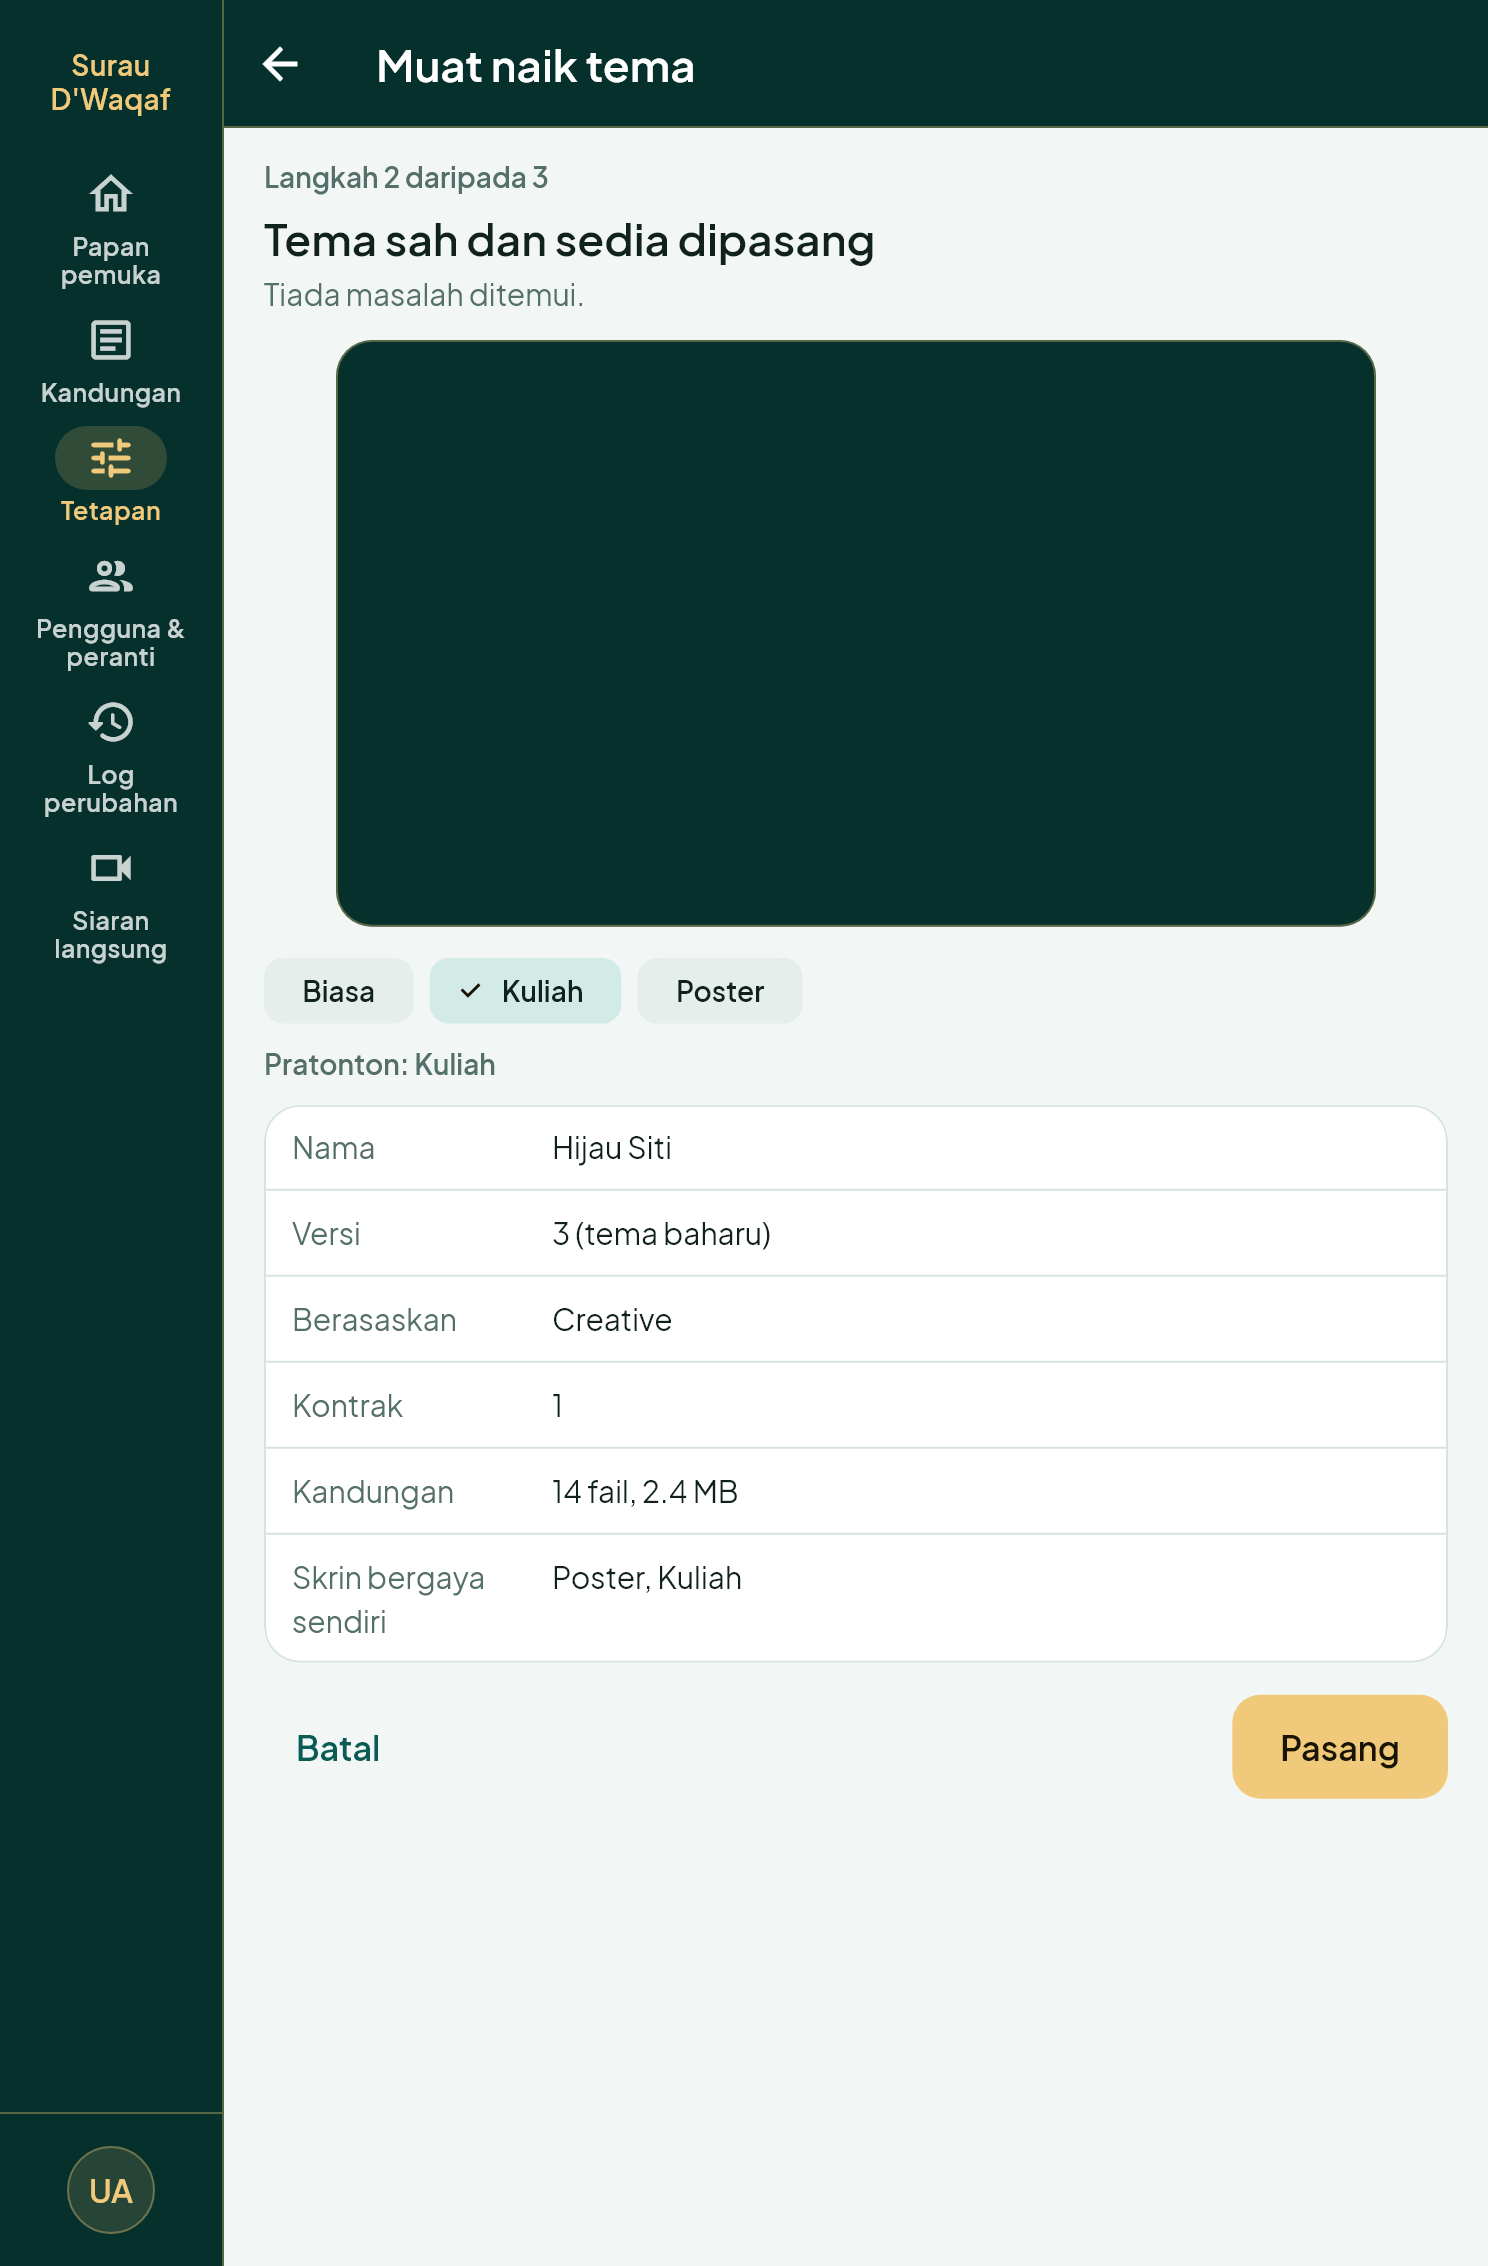 Surau
D'Waqaf
Papan
pemuka
Kandungan
Tetapan
Pengguna &
peranti
Log
perubahan
Siaran
langsung
UA
Muat naik tema
Langkah 2 daripada 3
Tema sah dan sedia dipasang
Tiada masalah ditemui.
Biasa
Kuliah
Poster
Pratonton: Kuliah
Nama
Hijau Siti
Versi
3 (tema baharu)
Berasaskan
Creative
Kontrak
1
Kandungan
14 fail, 2.4 MB
Skrin bergaya
sendiri
Poster, Kuliah
Batal
Pasang